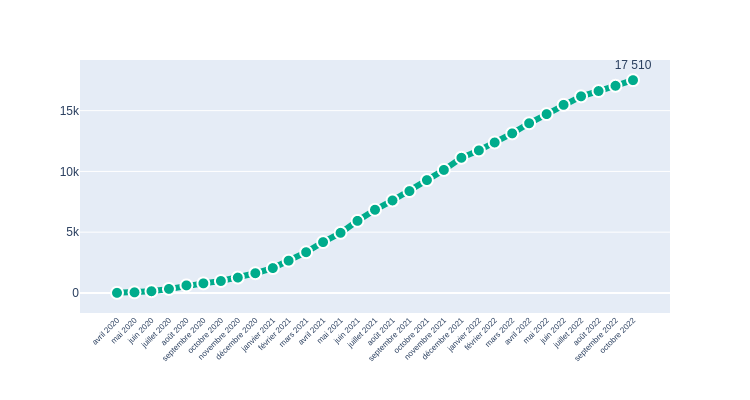 17 510
15k
10k
5k
0
avril 2020
mai 2020
juin 2020
juillet 2020
août 2020
septembre 2020
octobre 2020
novembre 2020
décembre 2020
janvier 2021
février 2021
mars 2021
avril 2021
mai 2021
juin 2021
juillet 2021
août 2021
septembre 2021
octobre 2021
novembre 2021
décembre 2021
janvier 2022
février 2022
mars 2022
avril 2022
mai 2022
juin 2022
juillet 2022
août 2022
septembre 2022
octobre 2022